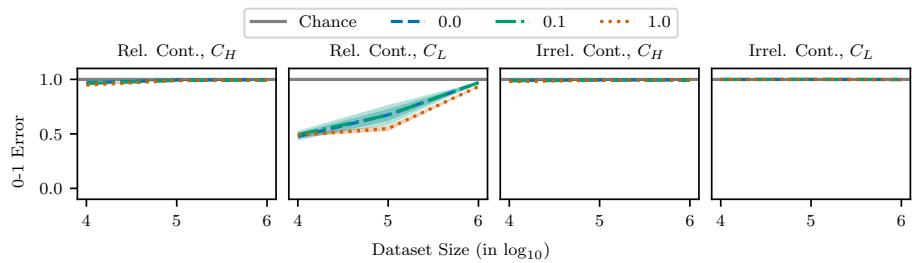 Chance 0.0 0.1 1.0
Rel. Cont., C_H Rel. Cont., C_L Irrel. Cont., C_H Irrel. Cont., C_L
1.0
0.5
0.0
0-1 Error
4 5 6 4 5 6 4 5 6 4 5 6
Dataset Size (in log₁₀)